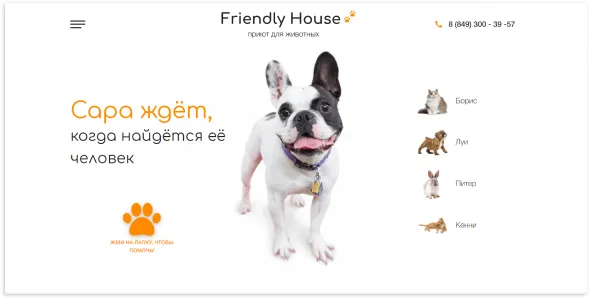 Friendly House
приют для животных
8 (849) 300 - 39 -57
Сара ждёт,
когда найдётся её
человек
Борис
Луи
Питер
Кенни
ЖМИ НА ЛАПКУ, ЧТОБЫ
ПОМОЧЬ